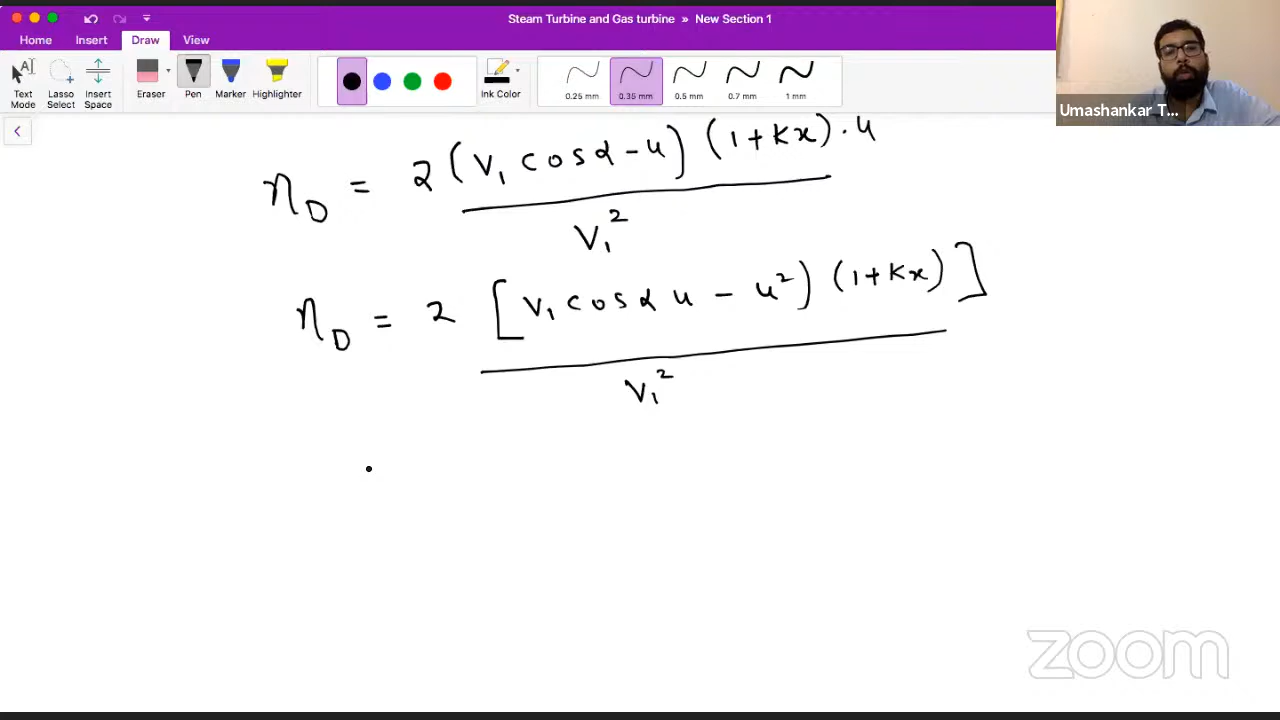 Steam Turbine and Gas turbine » New Section 1
Home Insert Draw View
Text Mode Lasso Select Insert Space Eraser Pen Marker Highlighter Ink Color 0.25 mm 0.35 mm 0.5 mm 0.7 mm 1 mm
Umashankar T...
η_D = 2 (V₁ cos α - u) (1 + kx) . u
V₁²
η_D = 2 [V₁ cos α u - u²) (1 + kx)]
V₁²
zoom